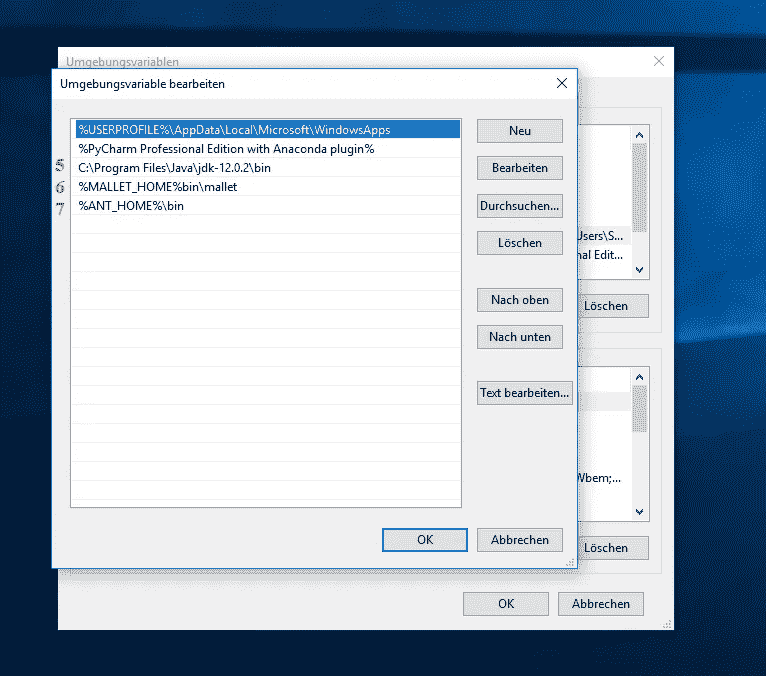 Umgebungsvariablen
Umgebungsvariable bearbeiten
%USERPROFILE%\AppData\Local\Microsoft\WindowsApps
%PyCharm Professional Edition with Anaconda plugin%
5 C:\Program Files\Java\jdk-12.0.2\bin
6 %MALLET_HOME%bin\mallet
7 %ANT_HOME%\bin
Neu
Bearbeiten
Durchsuchen...
Löschen
Nach oben
Nach unten
Text bearbeiten...
Users\S...
nal Edit...
Löschen
Wbem;...
Löschen
OK
Abbrechen
OK
Abbrechen